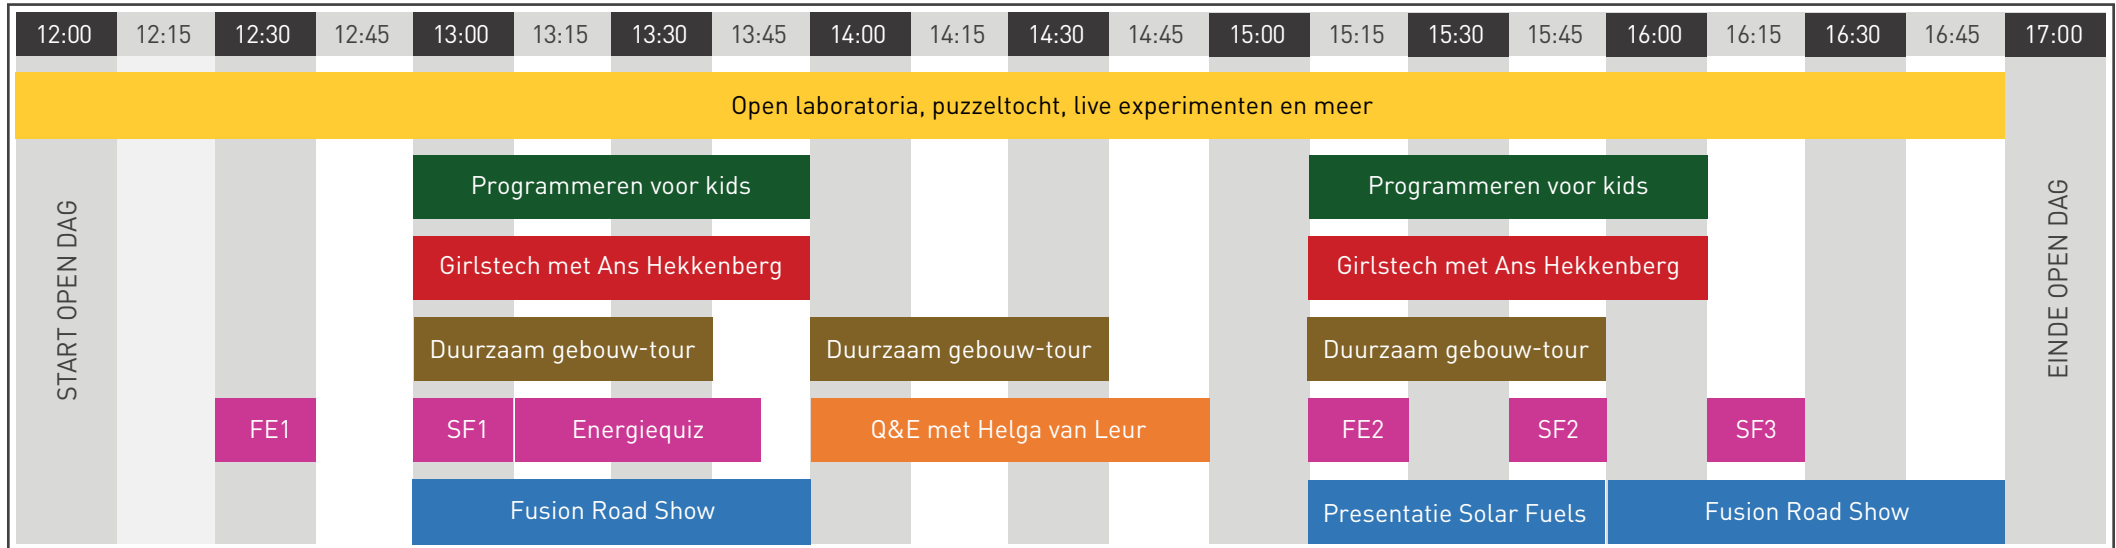 12:00 12:15 12:30 12:45 13:00 13:15 13:30 13:45 14:00 14:15 14:30 14:45 15:00 15:15 15:30 15:45 16:00 16:15 16:30 16:45 17:00
Open laboratoria, puzzeltocht, live experimenten en meer
START OPEN DAG
Programmeren voor kids Programmeren voor kids
Girlstech met Ans Hekkenberg Girlstech met Ans Hekkenberg
Duurzaam gebouw-tour Duurzaam gebouw-tour Duurzaam gebouw-tour
FE1 SF1 Energiequiz Q&E met Helga van Leur FE2 SF2 SF3
Fusion Road Show Presentatie Solar Fuels Fusion Road Show
EINDE OPEN DAG